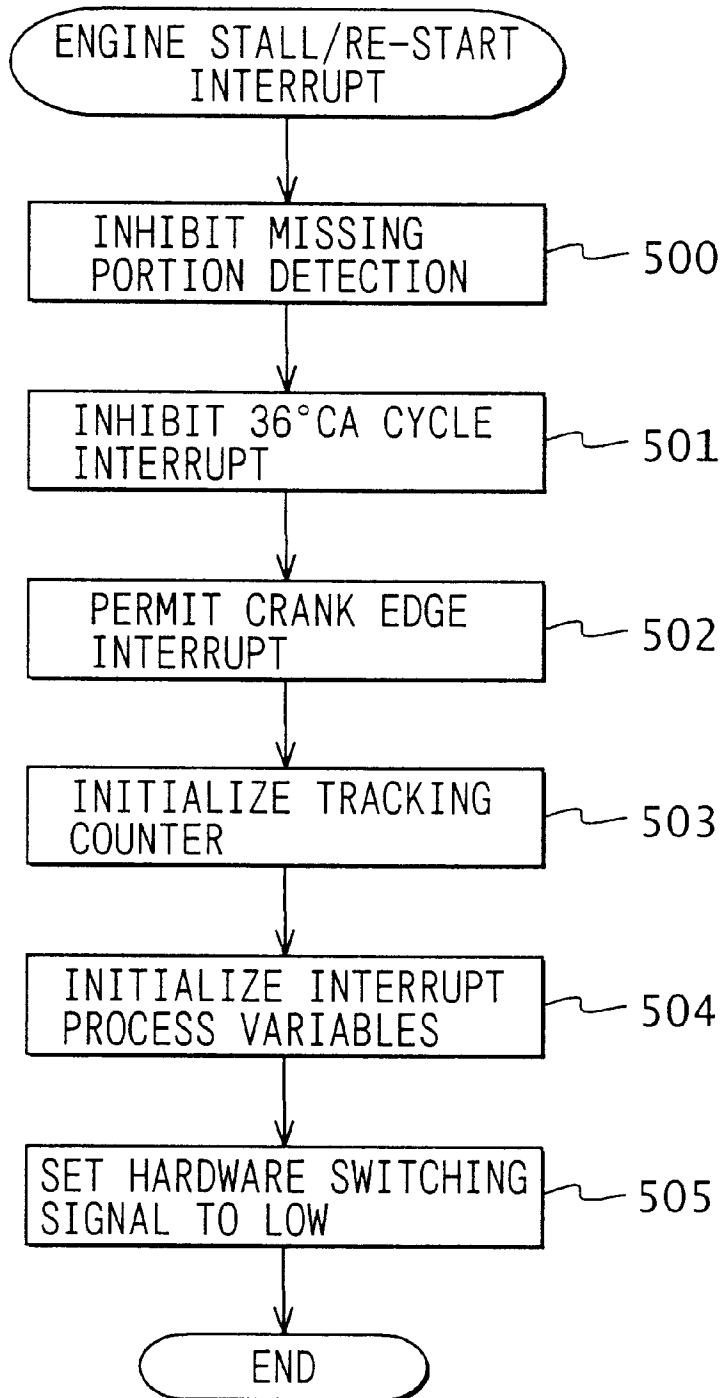 ENGINE STALL/RE-START
INTERRUPT
INHIBIT MISSING
PORTION DETECTION
500
INHIBIT 36°CA CYCLE
INTERRUPT
501
PERMIT CRANK EDGE
INTERRUPT
502
INITIALIZE TRACKING
COUNTER
503
INITIALIZE INTERRUPT
PROCESS VARIABLES
504
SET HARDWARE SWITCHING
SIGNAL TO LOW
505
END